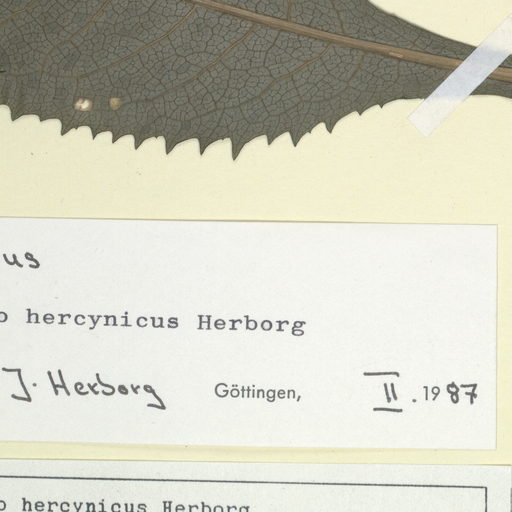 us
o hercynicus Herborg
J. Herborg Göttingen, II. 1987
o hercynicus Herborg